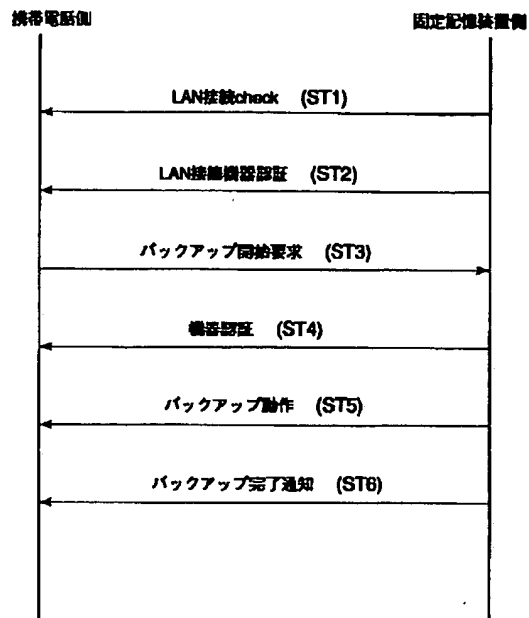 携帯電話側
固定記憶装置側
LAN接続check (ST1)
LAN接続機器認証 (ST2)
バックアップ開始要求 (ST3)
機器認証 (ST4)
バックアップ動作 (ST5)
バックアップ完了通知 (ST6)